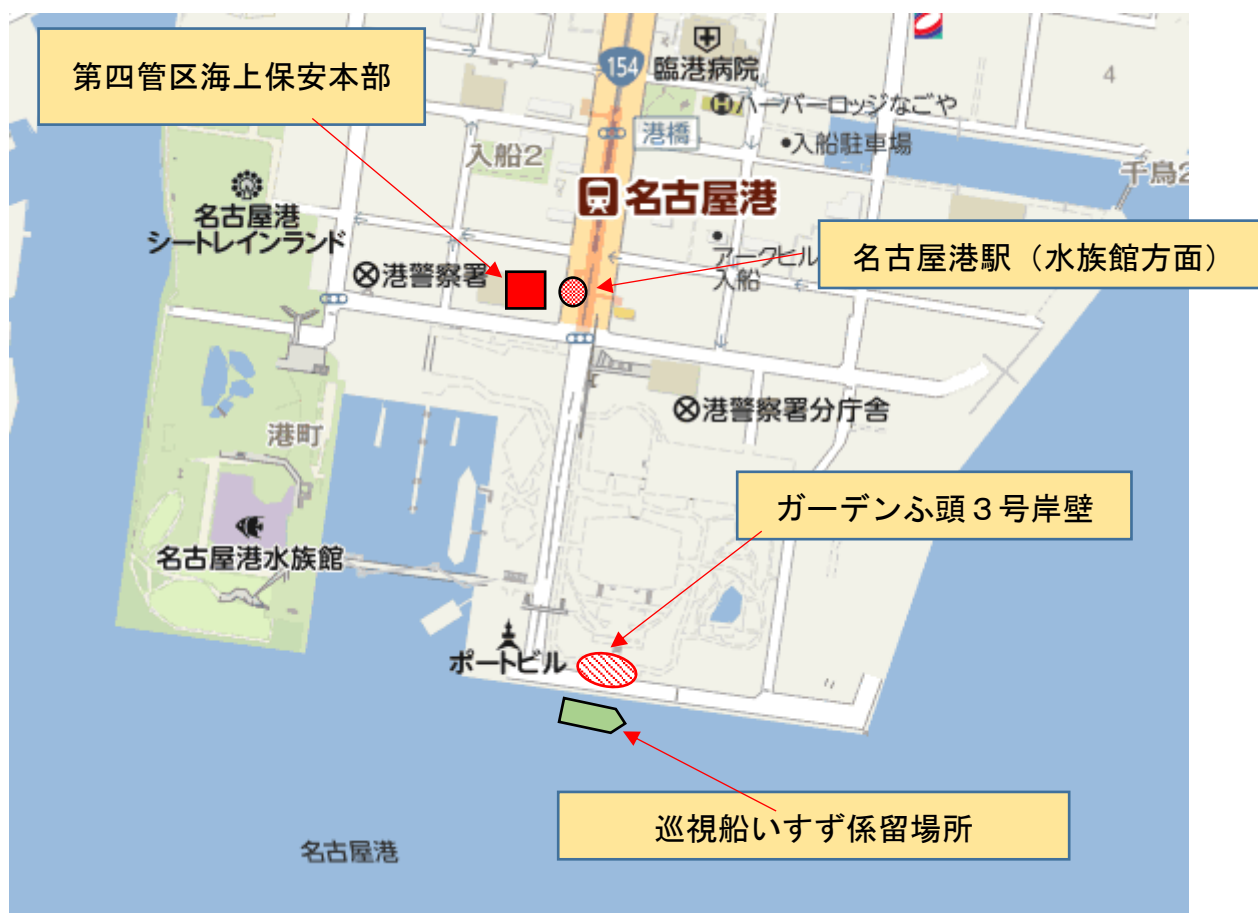 第四管区海上保安本部
154
臨港病院
4
Hハーバーロッジなごや
港橋
入船2
●入船駐車場
千鳥2
名古屋港
名古屋港
シートレインランド
アークビル
入船
名古屋港駅(水族館方面)
港警察署
港警察署分庁舎
港町
ガーデンふ頭3号岸壁
名古屋港水族館
ポートビル
巡視船いすず係留場所
名古屋港